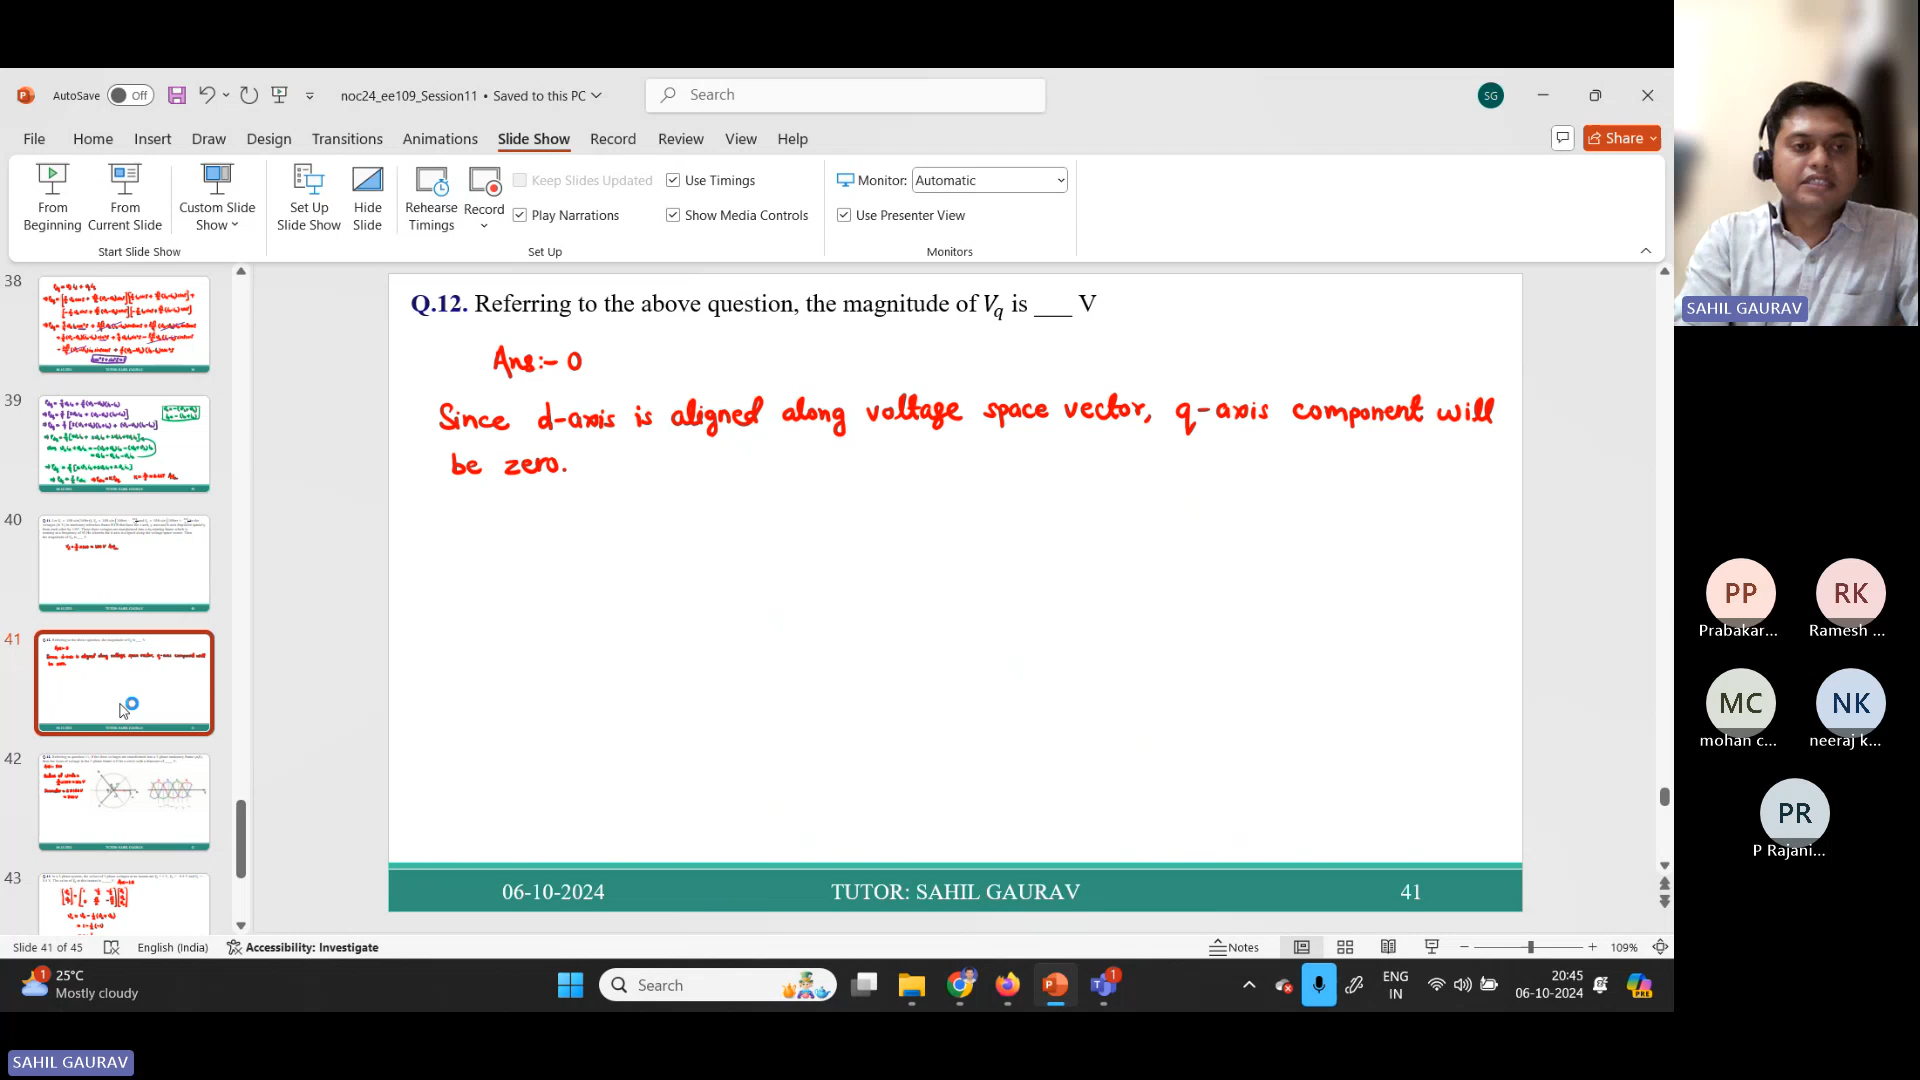 AutoSave Off noc24_ee109_Session11 • Saved to this PC Search SG
File Home Insert Draw Design Transitions Animations Slide Show Record Review View Help Share
From Beginning
From Current Slide
Custom Slide Show
Set Up Slide Show
Hide Slide
Rehearse Timings
Record
Keep Slides Updated
Use Timings
Play Narrations
Show Media Controls
Monitor: Automatic
Use Presenter View
Start Slide Show
Set Up
Monitors
38
39
40
41
42
43
Q.12. Referring to the above question, the magnitude of Vq is ___ V
Ans:- 0
Since d-axis is aligned along voltage space vector, q-axis component will
be zero.
06-10-2024 TUTOR: SAHIL GAURAV 41
Slide 41 of 45 English (India) Accessibility: Investigate Notes 109%
1 25°C
Mostly cloudy
Search
1
ENG
IN
20:45
06-10-2024
PRE
SAHIL GAURAV
PP
Prabakar...
RK
Ramesh ...
MC
mohan c...
NK
neeraj k...
PR
P Rajani...
SAHIL GAURAV